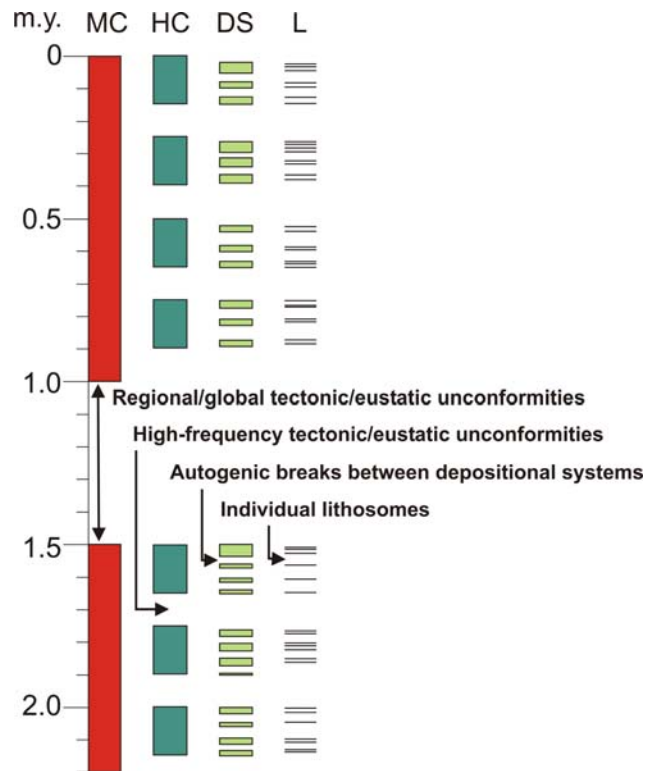 m.y. MC HC DS L
0
0.5
1.0
Regional/global tectonic/eustatic unconformities
High-frequency tectonic/eustatic unconformities
Autogenic breaks between depositional systems
Individual lithosomes
1.5
2.0